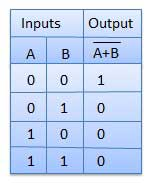 Inputs Output
A B A̅+̅B̅
0 0 1
0 1 0
1 0 0
1 1 0